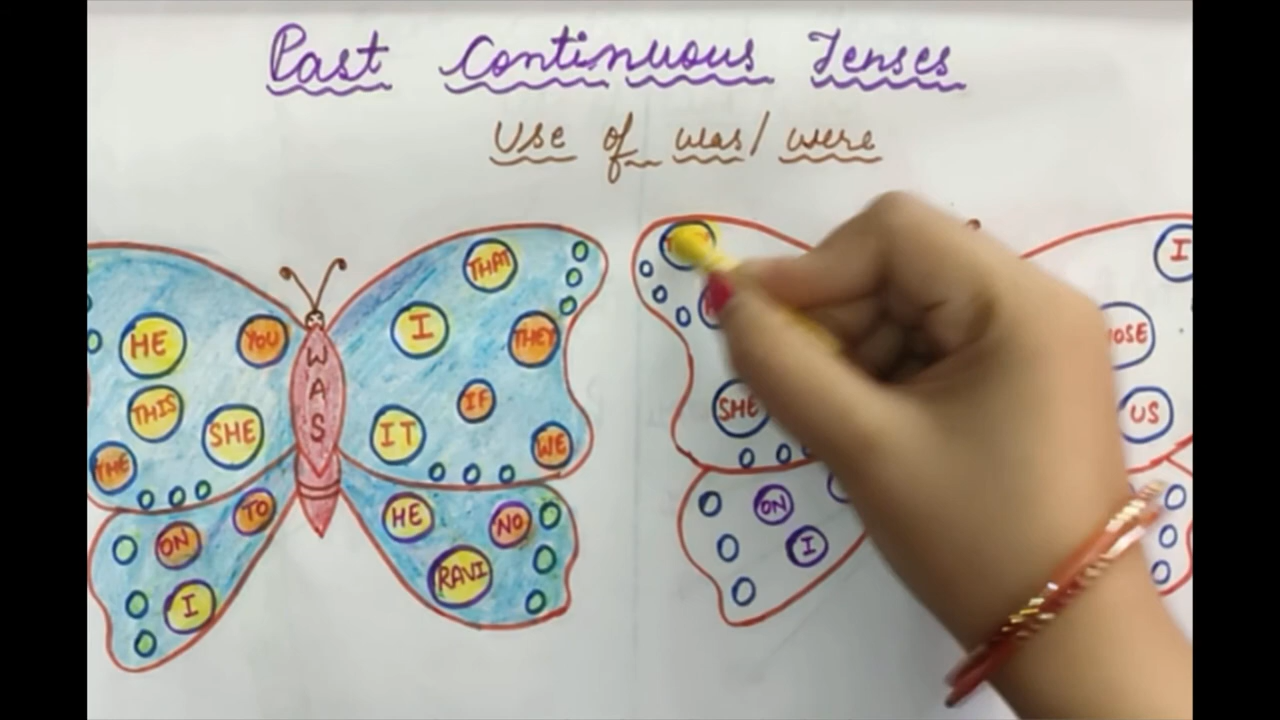 Past Continuous Tenses
Use of was/were
THAT
I
HE
YOU
I
THEY
WAS
THIS
IF
SHE
SHE
IT
US
WE
THE
TO
HE
NO
ON
ON
RAVI
I
I